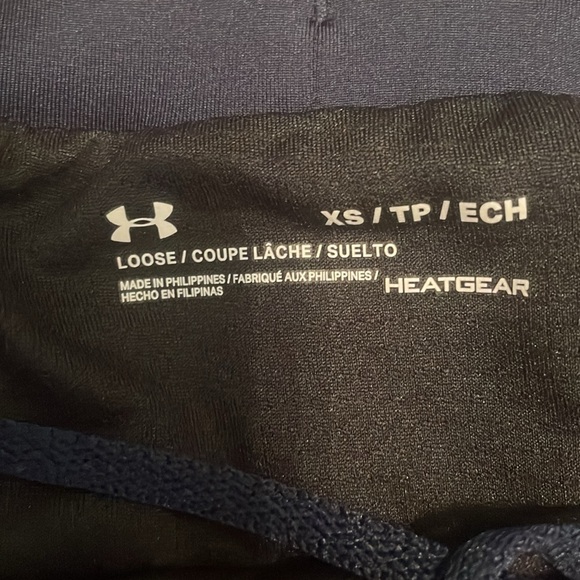 XS / TP / ECH
LOOSE / COUPE LÂCHE / SUELTO
MADE IN PHILIPPINES / FABRIQUÉ AUX PHILIPPINES /
HECHO EN FILIPINAS
HEATGEAR